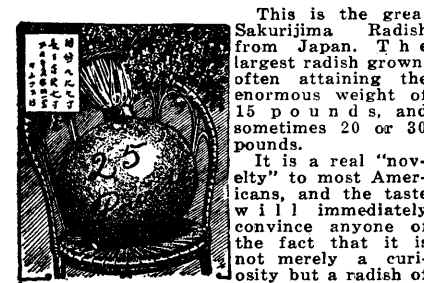 25
This is the grea
Sakurijima Radish
from Japan. The
largest radish grown
often attaining the
enormous weight of
15 pounds, and
sometimes 20 or 30
pounds.
It is a real "nov-
elty" to most Amer-
icans, and the taste
will immediately
convince anyone of
the fact that it is
not merely a curi-
osity but a radish of